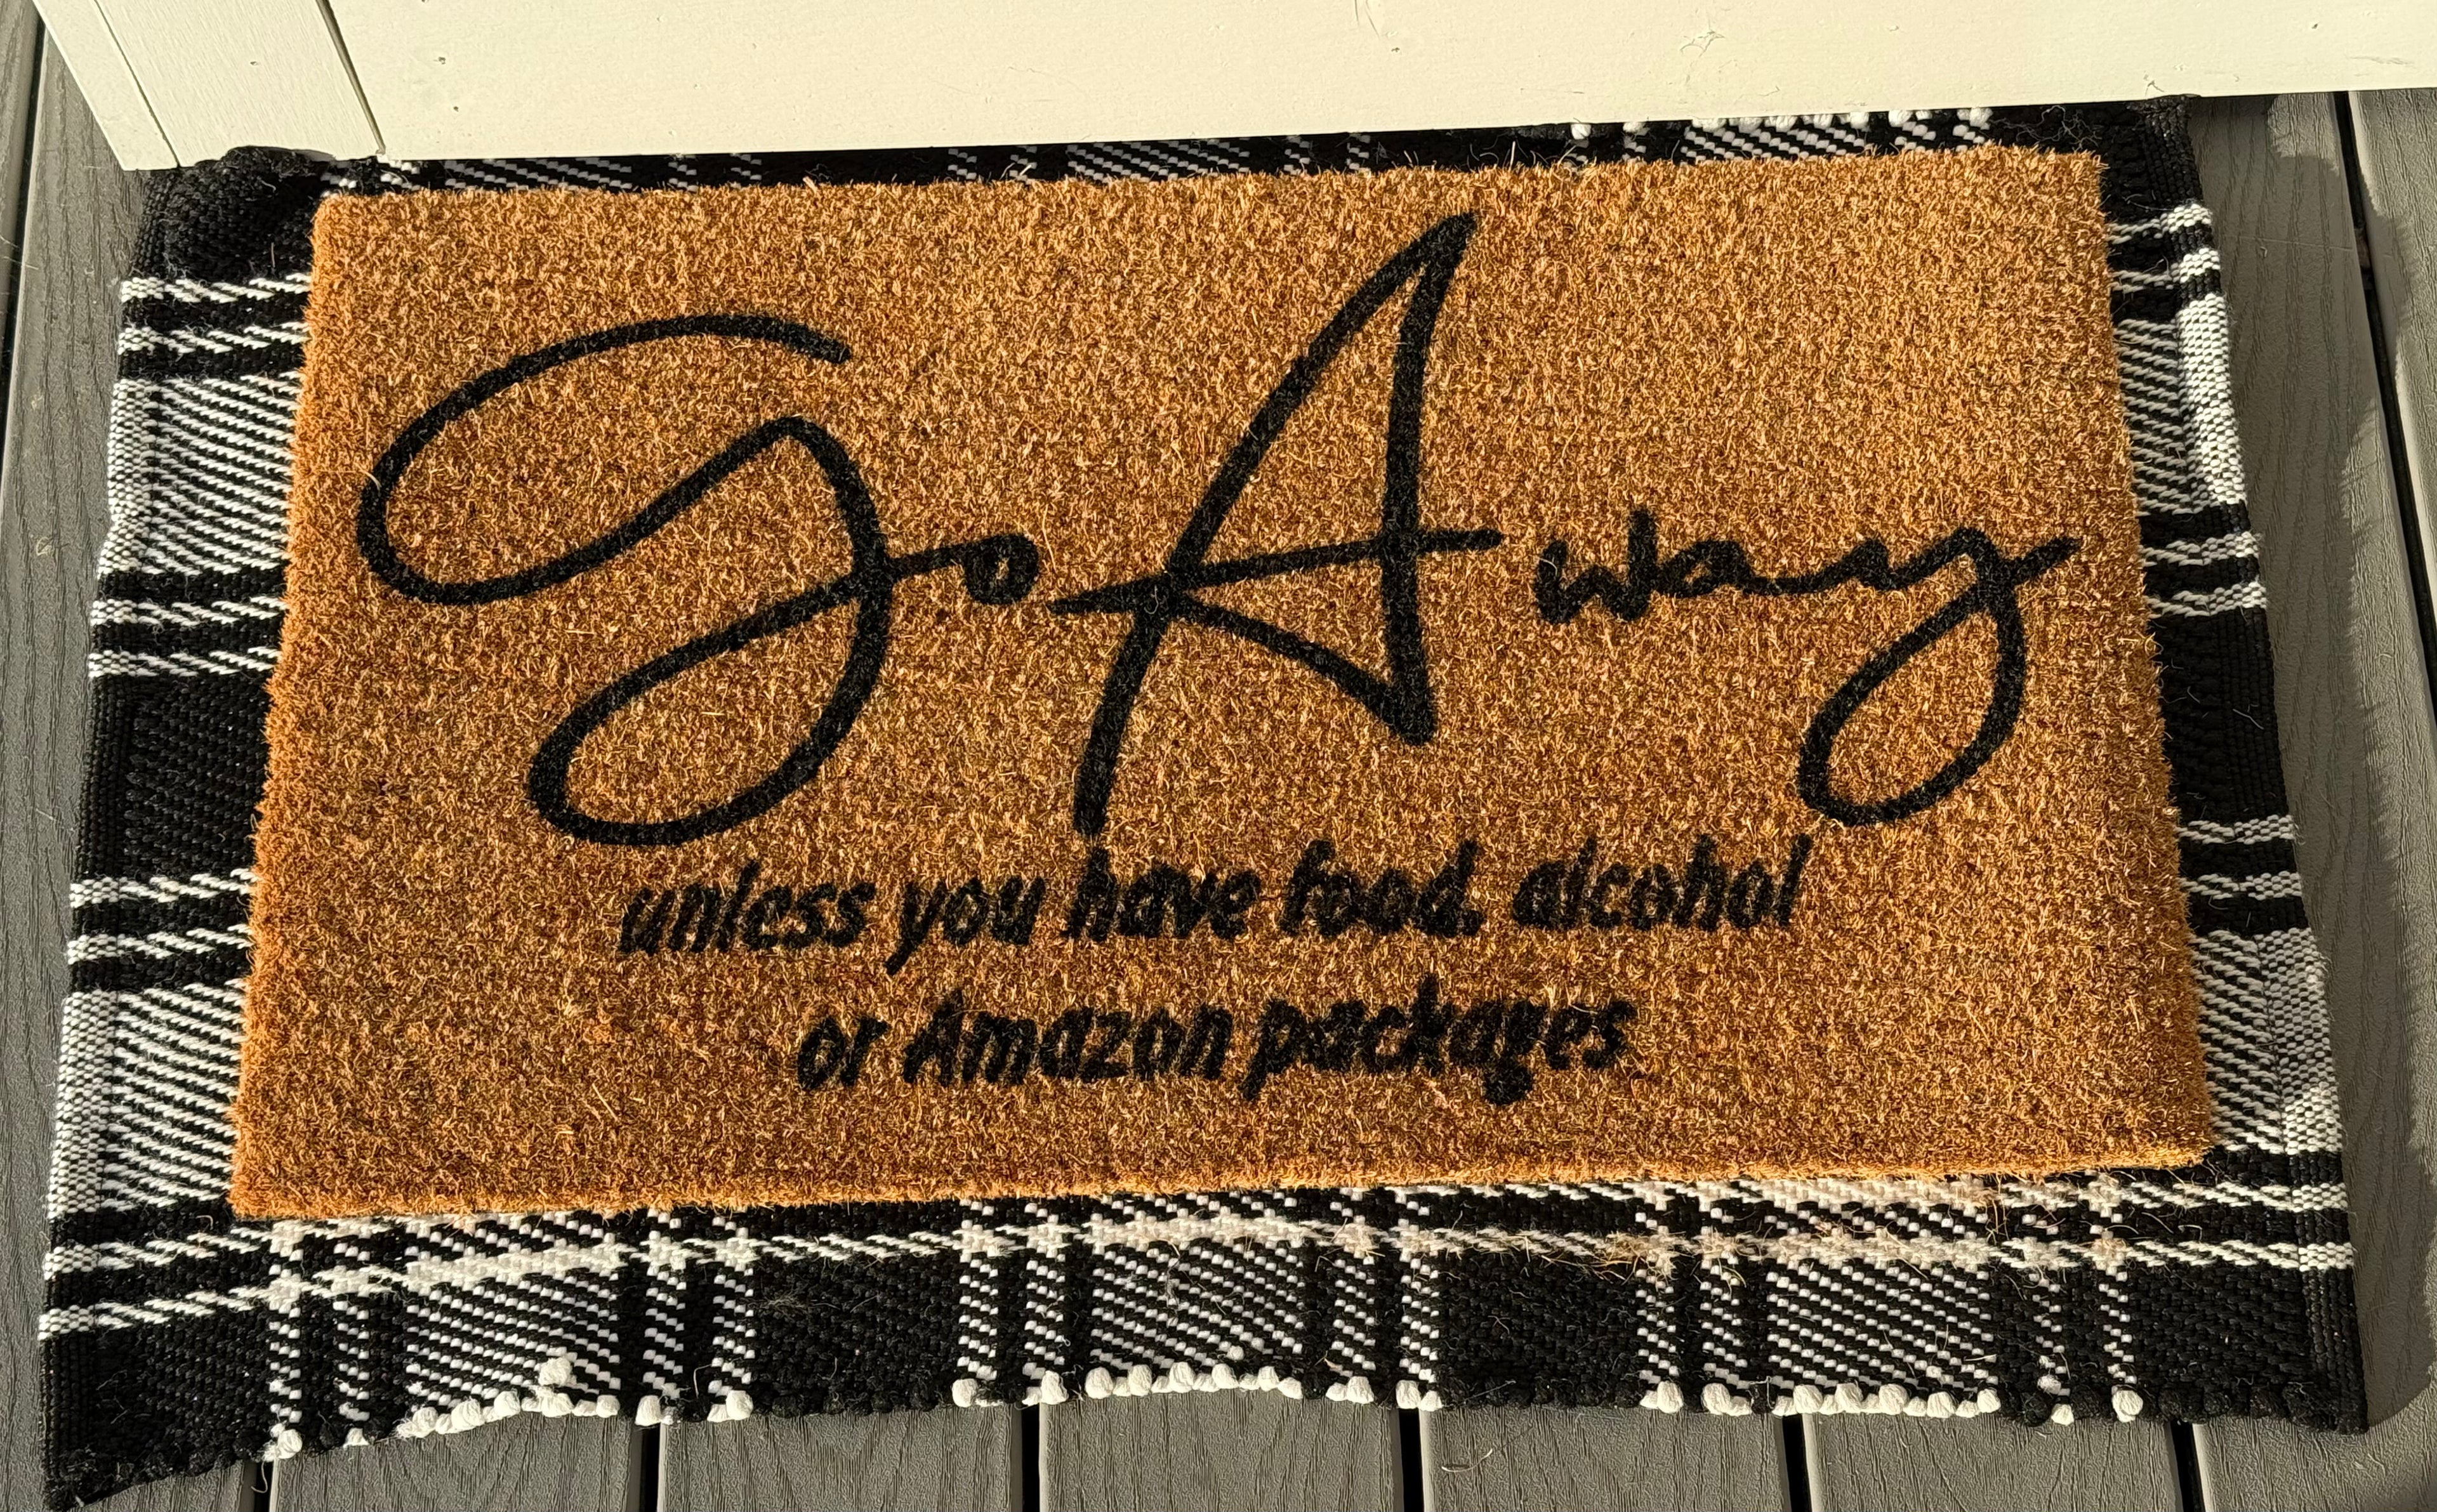 Go Away
unless you have food, alcohol
or Amazon packages